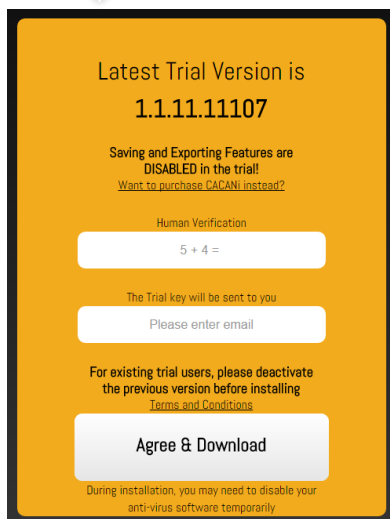 Latest Trial Version is
1.1.11.11107
Saving and Exporting Features are
DISABLED in the trial!
Want to purchase CACANi instead?
Human Verification
5 + 4 =
The Trial key will be sent to you
Please enter email
For existing trial users, please deactivate
the previous version before installing
Terms and Conditions
Agree & Download
During installation, you may need to disable your
anti-virus software temporarily